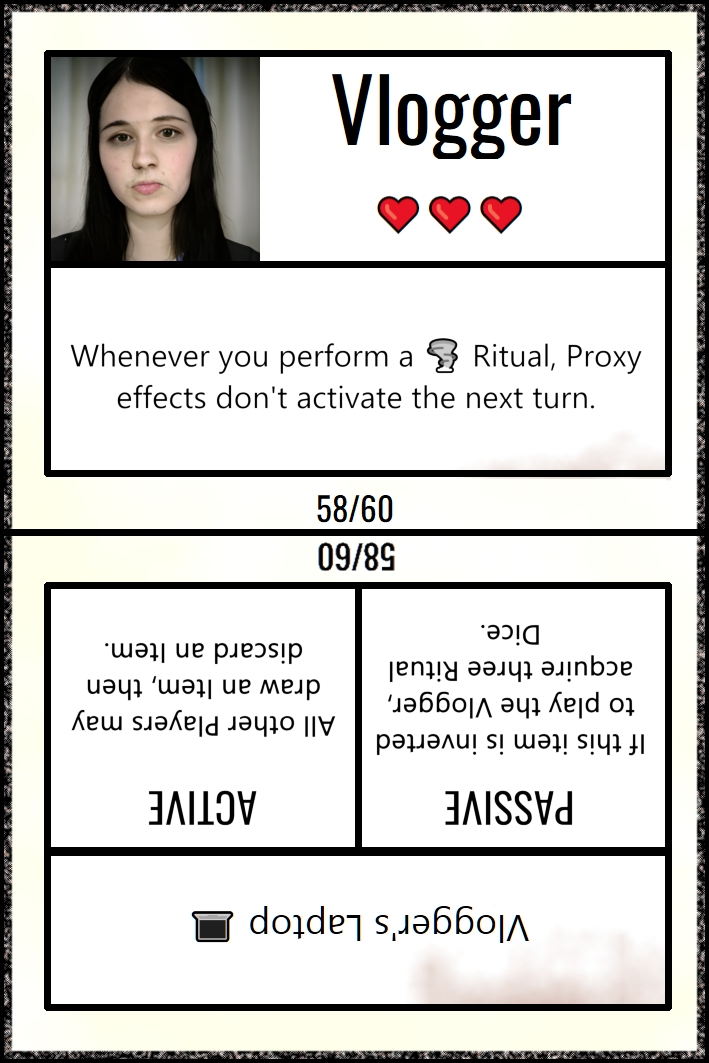 Vlogger
❤️❤️❤️
Whenever you perform a 🌪️ Ritual, Proxy
effects don't activate the next turn.
58/60
58/60
Vlogger's Laptop 💻
PASSIVE
If this item is inverted
to play the Vlogger,
acquire three Ritual
Dice.
ACTIVE
All other Players may
draw an Item, then
discard an Item.